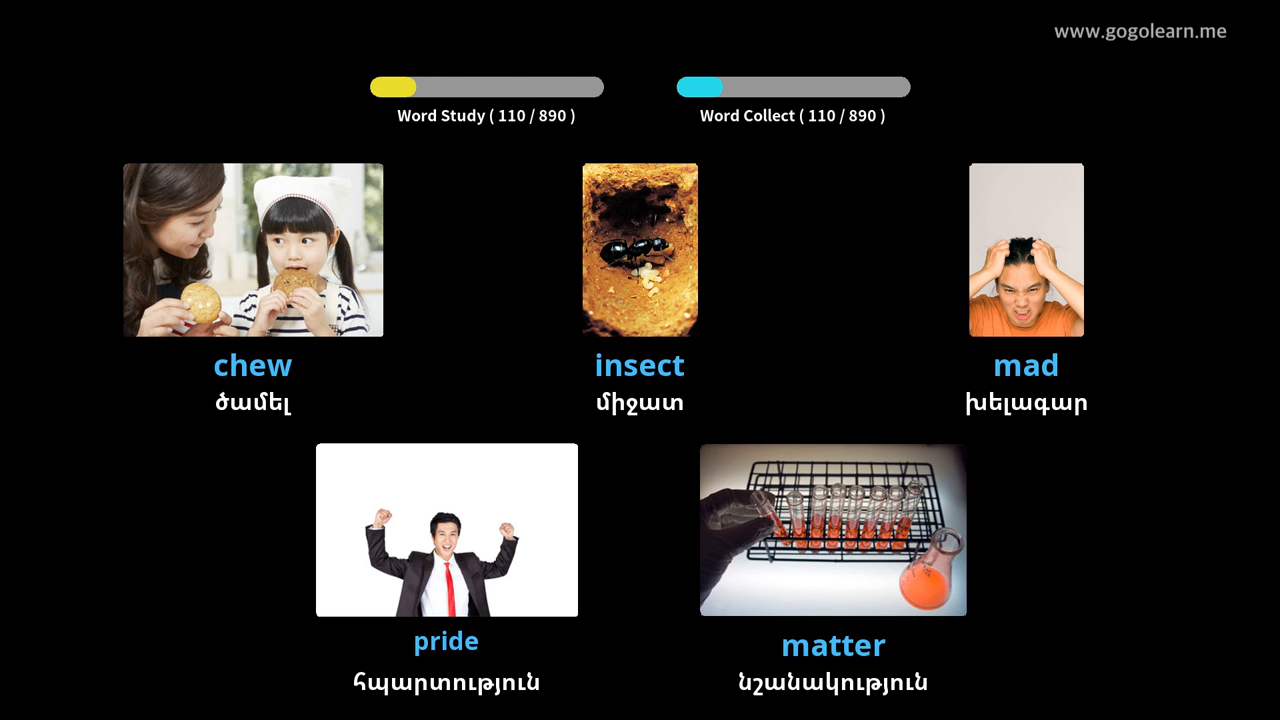 www.gogolearn.me
Word Study ( 110 / 890 )
Word Collect ( 110 / 890 )
chew
ծամել
insect
միջատ
mad
խելագար
pride
հպարտություն
matter
նշանակություն